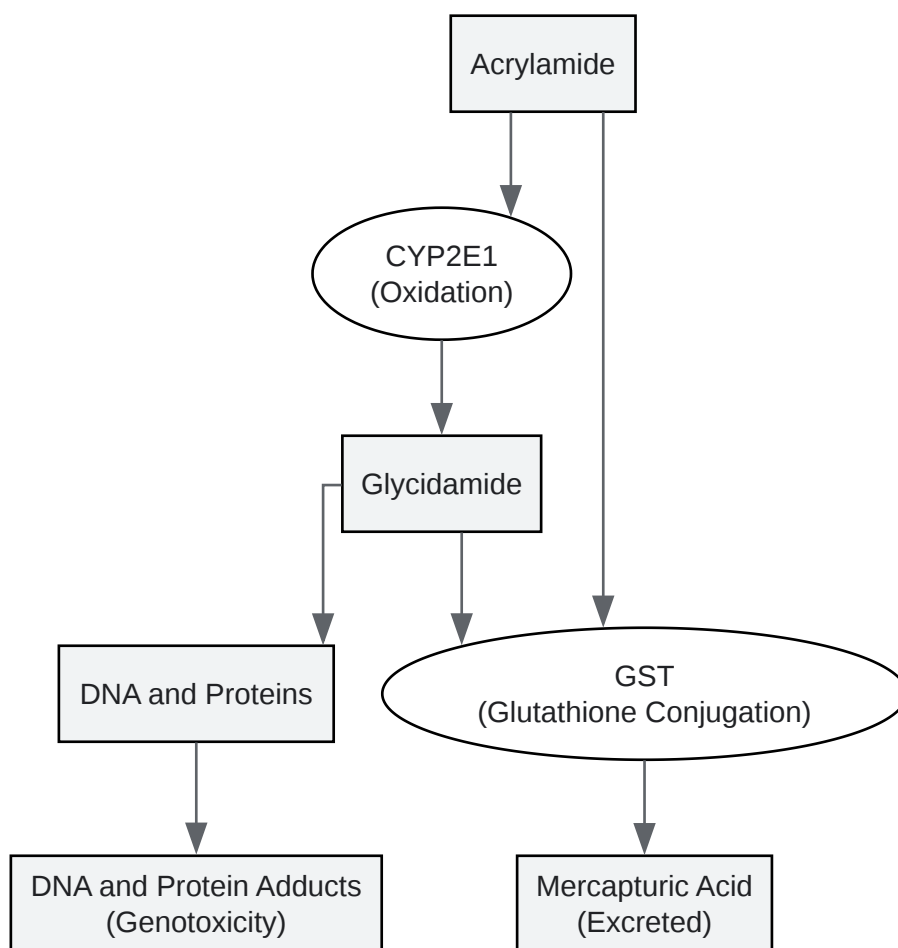 Acrylamide
CYP2E1
(Oxidation)
Glycidamide
DNA and Proteins
GST
(Glutathione Conjugation)
DNA and Protein Adducts
(Genotoxicity)
Mercapturic Acid
(Excreted)